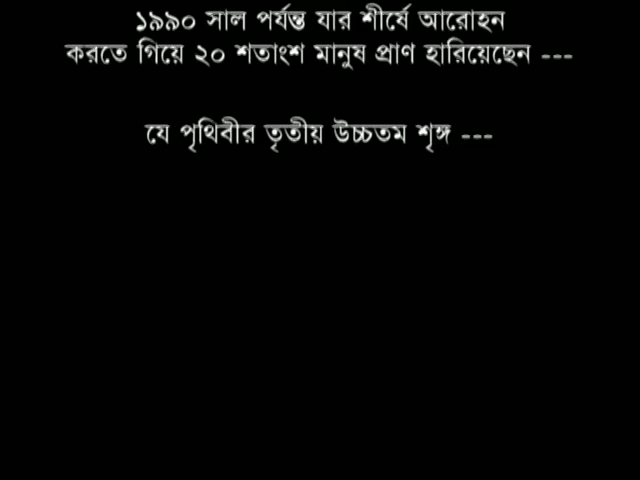 ১৯৯০ সাল পর্যন্ত যার শীর্ষে আরোহন
করতে গিয়ে ২০ শতাংশ মানুষ প্রাণ হারিয়েছেন ---
যে পৃথিবীর তৃতীয় উচ্চতম শৃঙ্গ ---